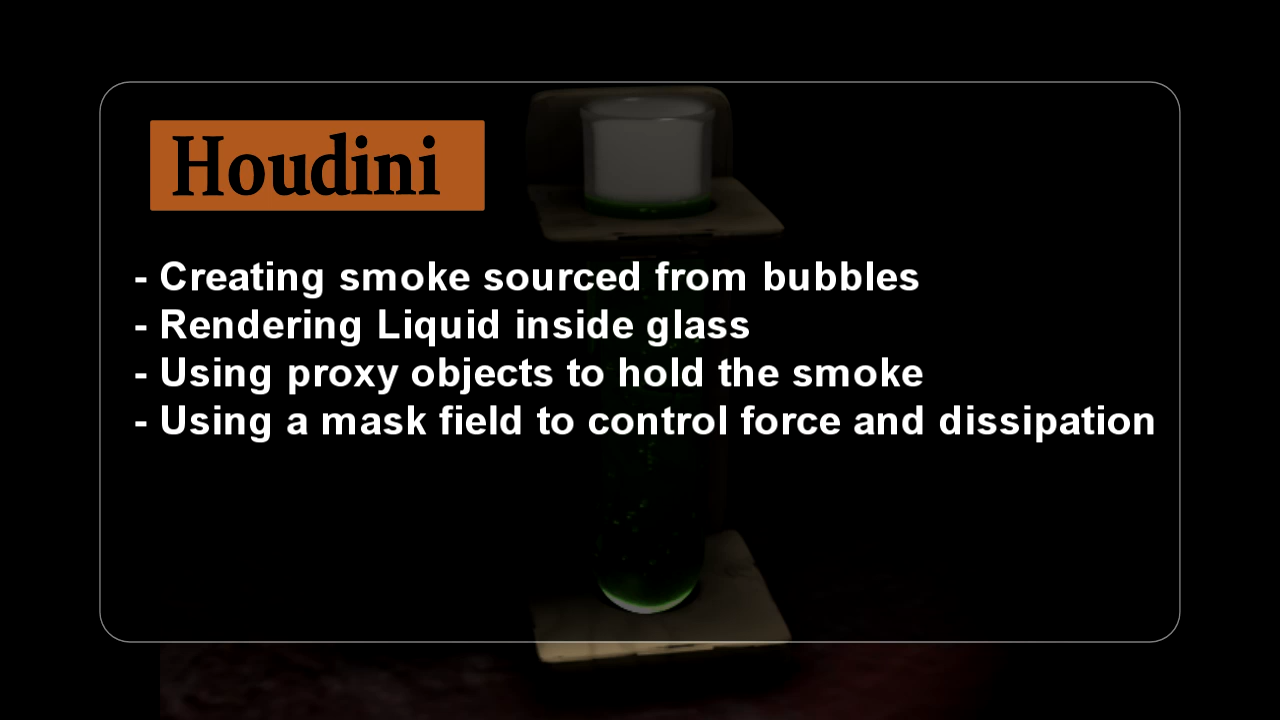 Houdini
- Creating smoke sourced from bubbles
- Rendering Liquid inside glass
- Using proxy objects to hold the smoke
- Using a mask field to control force and dissipation